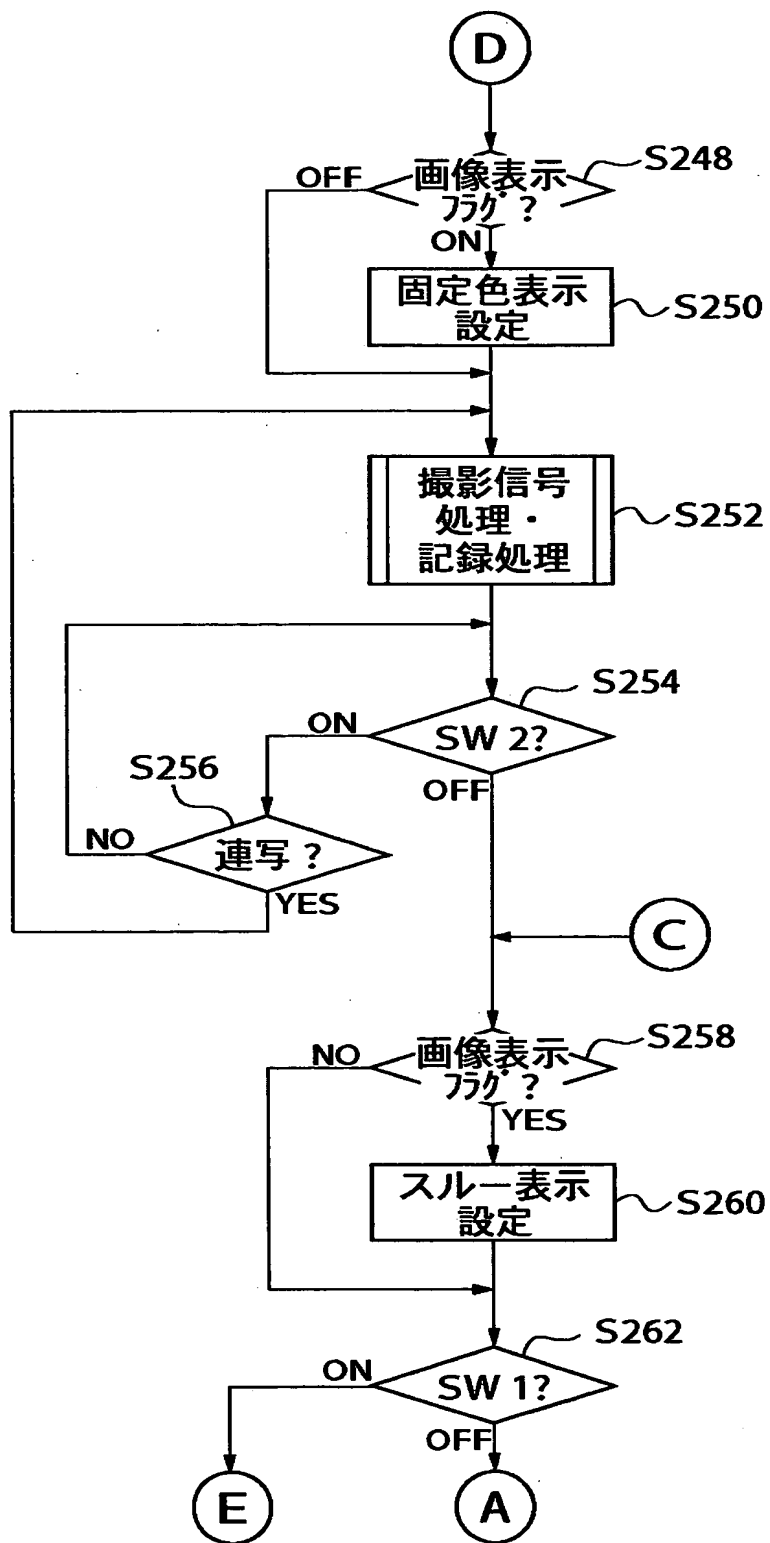 D
S248
OFF
画像表示
フラグ?
ON
固定色表示
設定
S250
撮影信号
処理・
記録処理
S252
S254
ON
SW 2?
OFF
S256
NO
連写?
YES
C
S258
NO
画像表示
フラグ?
YES
スルー表示
設定
S260
S262
ON
SW 1?
OFF
E
A